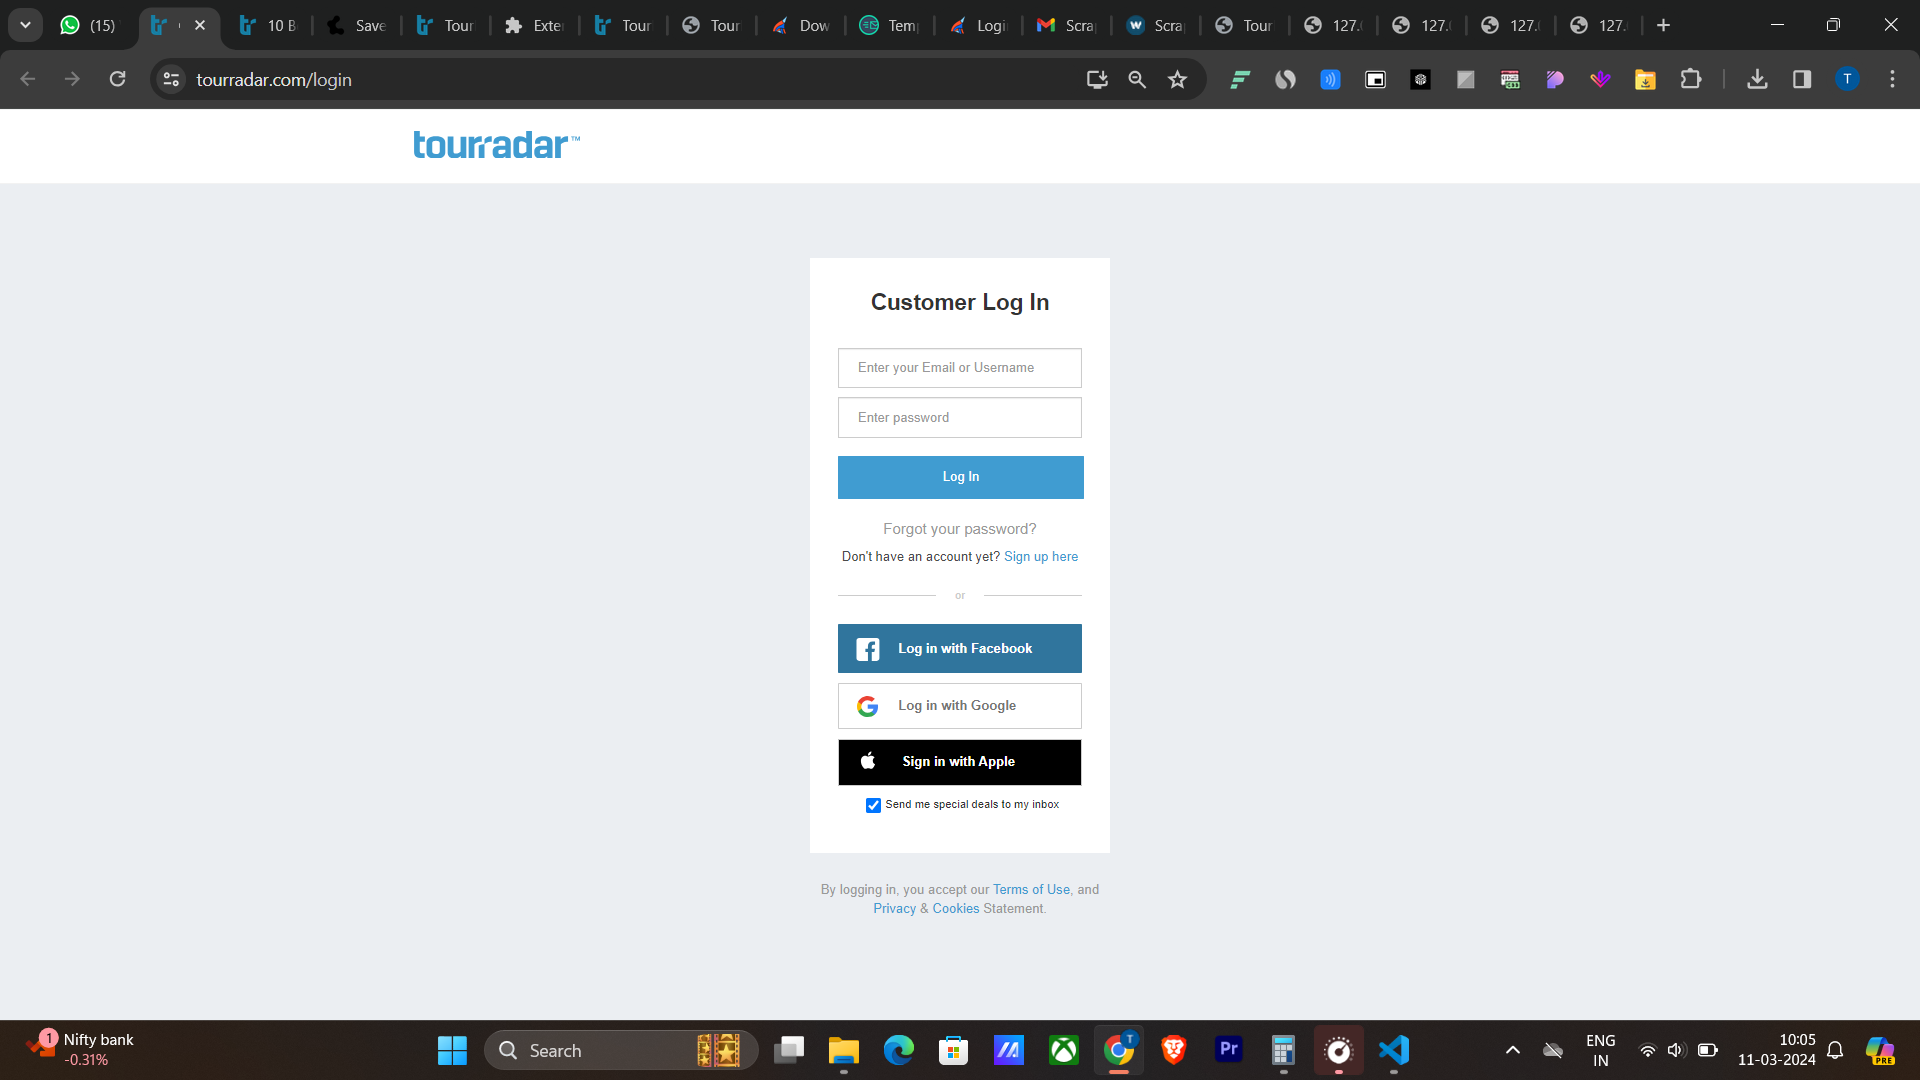 (15)
10 B
Save
Tour
Exte
Tour
Tour
Dow
Temp
Logi
Scra
Scra
Tour
127.
127.
127.
127.
tourradar.com/login
T
tourradar™
Customer Log In
Enter your Email or Username
Enter password
Log In
Forgot your password?
Don't have an account yet? Sign up here
or
Log in with Facebook
Log in with Google
Sign in with Apple
Send me special deals to my inbox
By logging in, you accept our Terms of Use, and
Privacy & Cookies Statement.
1
Nifty bank
-0.31%
Search
T
Pr
ENG
IN
10:05
11-03-2024
PRE